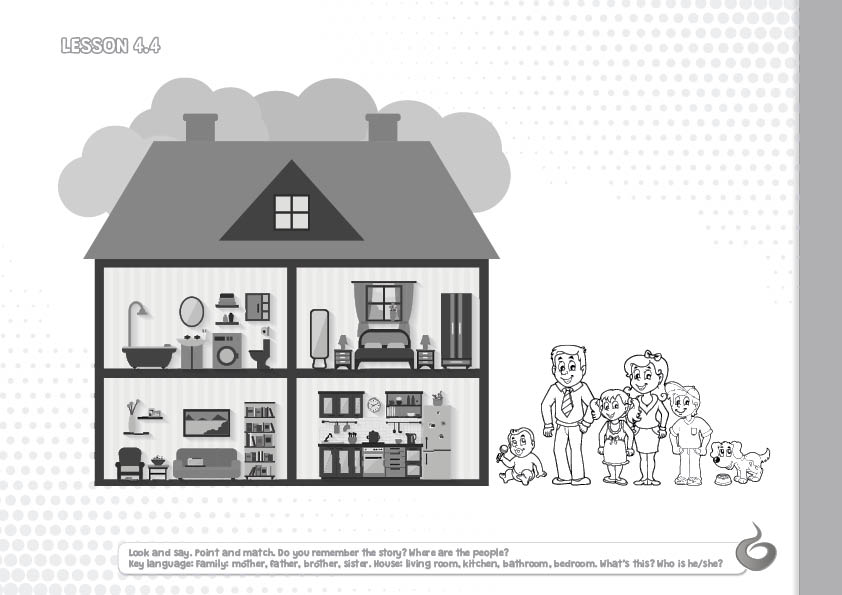 LESSON 4.4
Look and say. Point and match. Do you remember the story? Where are the people?
Key language: Family: mother, father, brother, sister. House: living room, kitchen, bathroom, bedroom. What's this? Who is he/she?